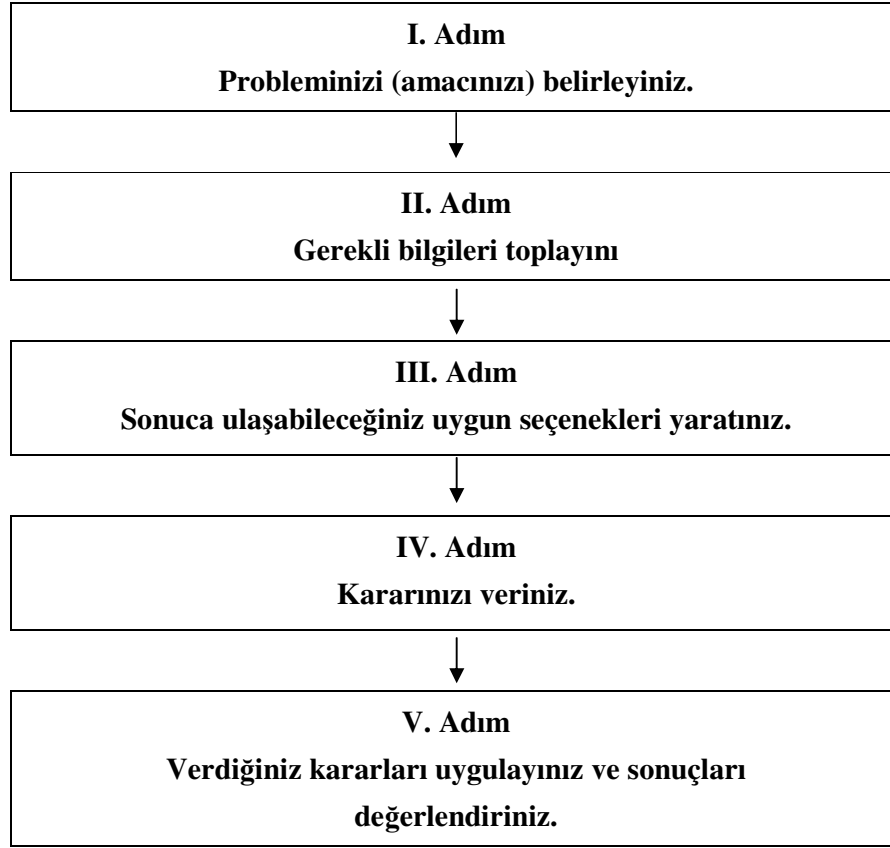 I. Adım
Probleminizi (amacınızı) belirleyiniz.
II. Adım
Gerekli bilgileri toplayını
III. Adım
Sonuca ulaşabileceğiniz uygun seçenekleri yaratınız.
IV. Adım
Kararınızı veriniz.
V. Adım
Verdiğiniz kararları uygulayınız ve sonuçları
değerlendiriniz.